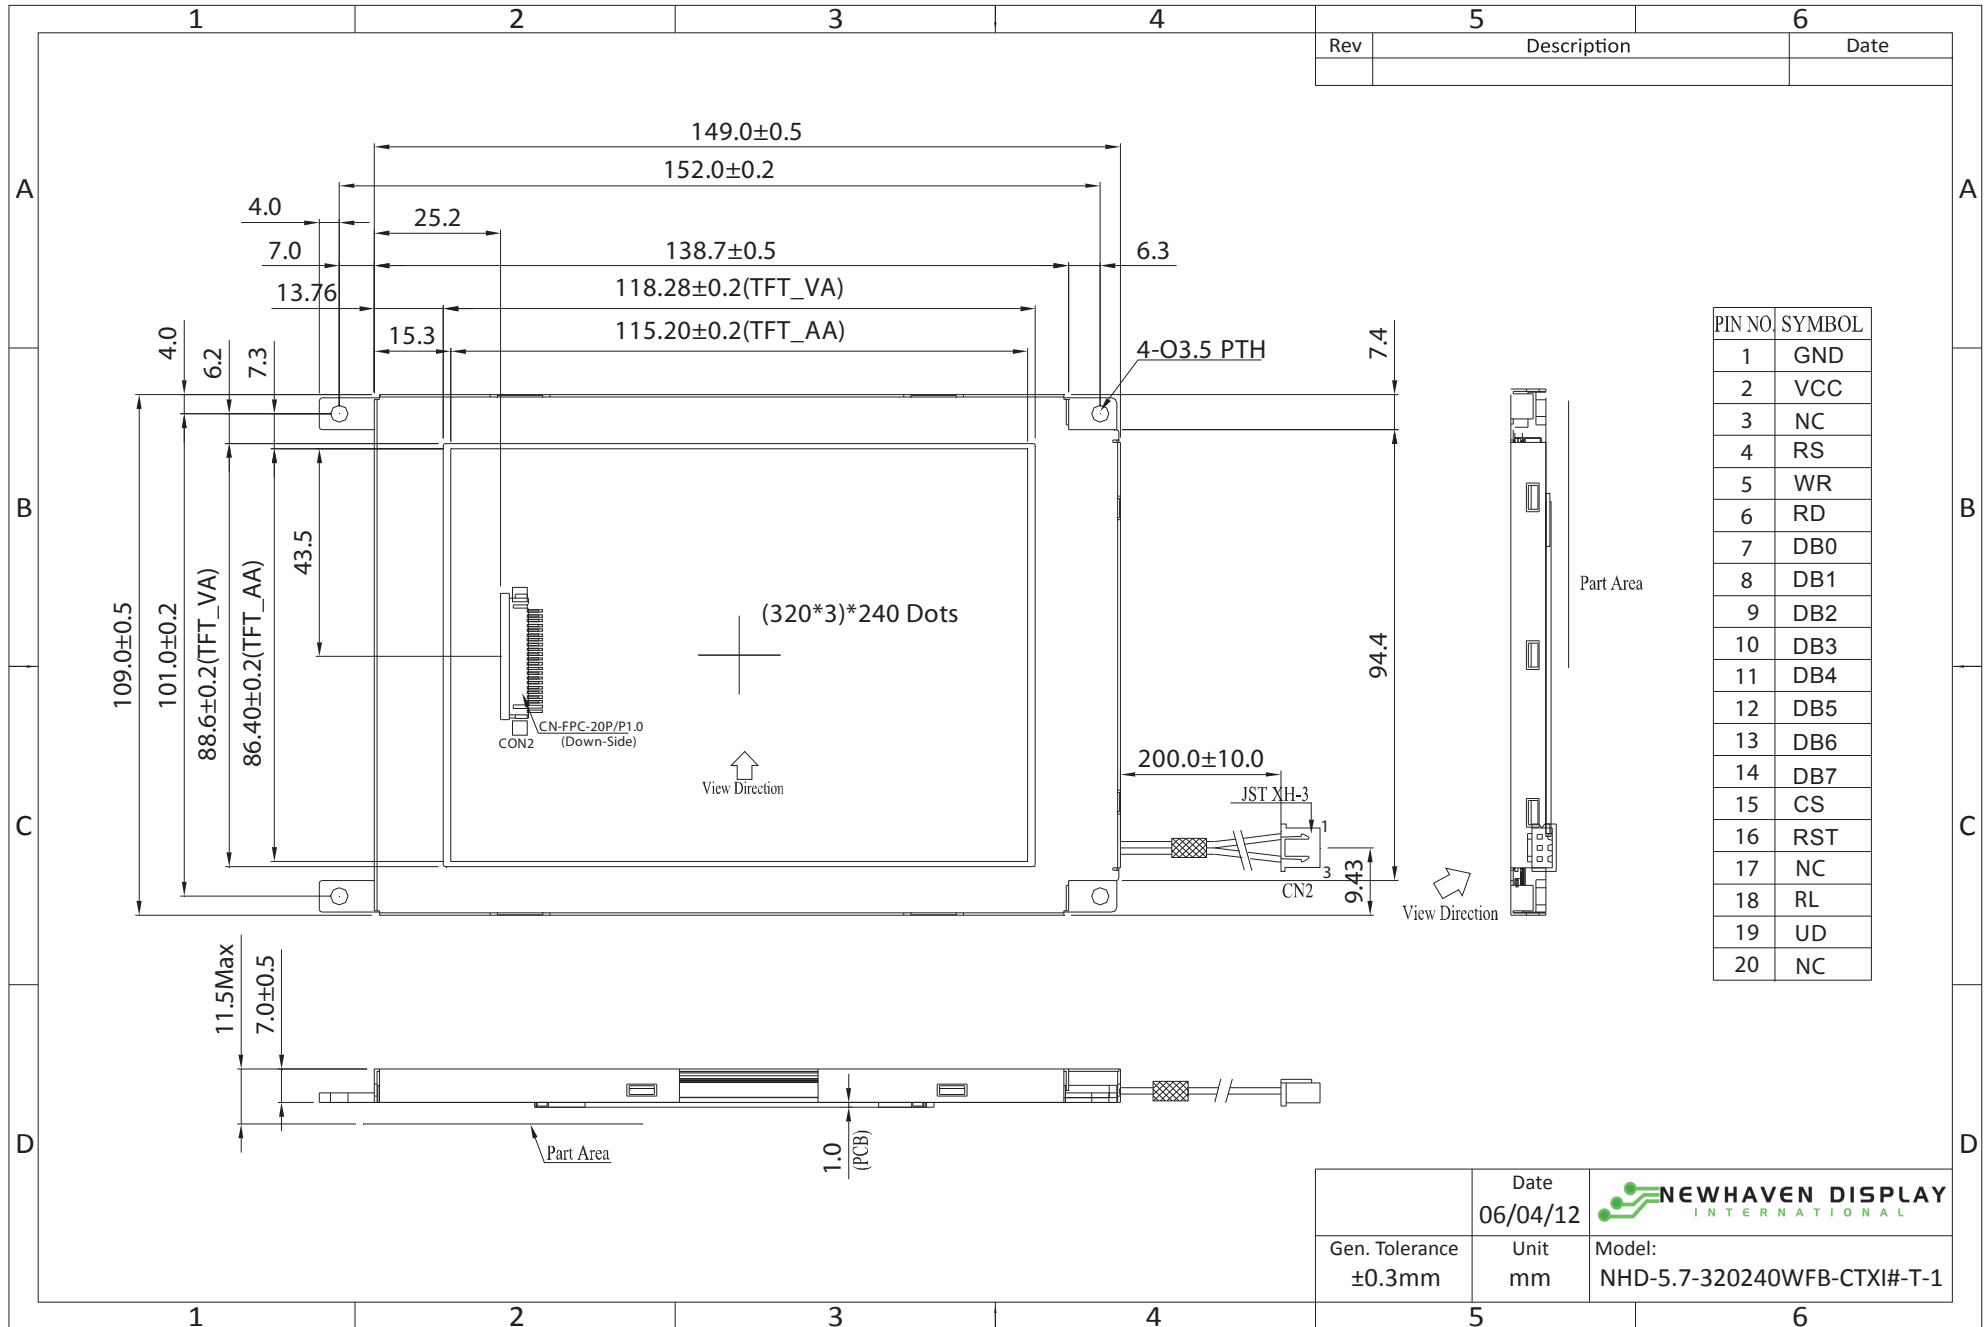 1 2 3 4 5 6
Rev Description Date
A A
B B
C C
D D
149.0±0.5
152.0±0.2
4.0
25.2
7.0 138.7±0.5 6.3
13.76 118.28±0.2(TFT_VA)
15.3 115.20±0.2(TFT_AA)
4.0
6.2
7.3
4-O3.5 PTH
7.4
109.0±0.5
101.0±0.2
88.6±0.2(TFT_VA)
86.40±0.2(TFT_AA)
43.5
(320*3)*240 Dots
CN-FPC-20P/P1.0
(Down-Side)
CON2
View Direction
94.4
200.0±10.0
JST XH-3
1
3
CN2
9.43
View Direction
Part Area
PIN NO. SYMBOL
1 GND
2 VCC
3 NC
4 RS
5 WR
6 RD
7 DB0
8 DB1
9 DB2
10 DB3
11 DB4
12 DB5
13 DB6
14 DB7
15 CS
16 RST
17 NC
18 RL
19 UD
20 NC
11.5Max
7.0±0.5
Part Area
1.0
(PCB)
Date
06/04/12
NEWHAVEN DISPLAY
INTERNATIONAL
Gen. Tolerance
±0.3mm
Unit
mm
Model:
NHD-5.7-320240WFB-CTXI#-T-1
1 2 3 4 5 6